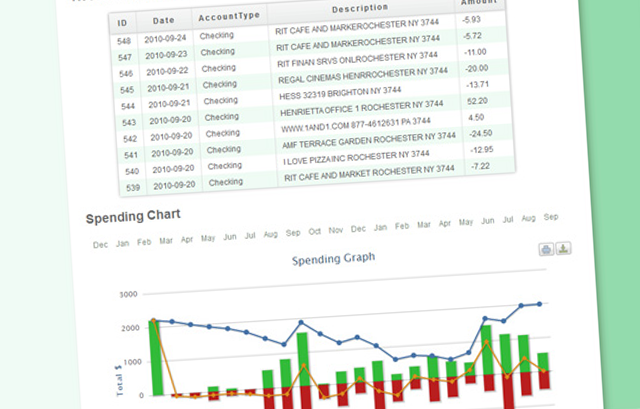 ID Date AccountType Description Amount
548 2010-09-24 Checking RIT CAFE AND MARKEROCHESTER NY 3744 -5.93
547 2010-09-23 Checking RIT CAFE AND MARKEROCHESTER NY 3744 -5.72
546 2010-09-22 Checking RIT FINAN SRVS ONLROCHESTER NY 3744 -11.00
545 2010-09-21 Checking REGAL CINEMAS HENRROCHESTER NY 3744 -20.00
544 2010-09-21 Checking HESS 32319 BRIGHTON NY 3744 -13.71
543 2010-09-20 Checking HENRIETTA OFFICE 1 ROCHESTER NY 3744 52.20
542 2010-09-20 Checking WWW.1AND1.COM 877-4612631 PA 3744 4.50
541 2010-09-20 Checking AMF TERRACE GARDEN ROCHESTER NY 3744 -24.50
540 2010-09-20 Checking I LOVE PIZZA INC ROCHESTER NY 3744 -12.95
539 2010-09-20 Checking RIT CAFE AND MARKET ROCHESTER NY 3744 -7.22
Spending Chart
Dec Jan Feb Mar Apr May Jun Jul Aug Sep Oct Nov Dec Jan Feb Mar Apr May Jun Jul Aug Sep
Spending Graph
3000
2000
1000
0
Total $